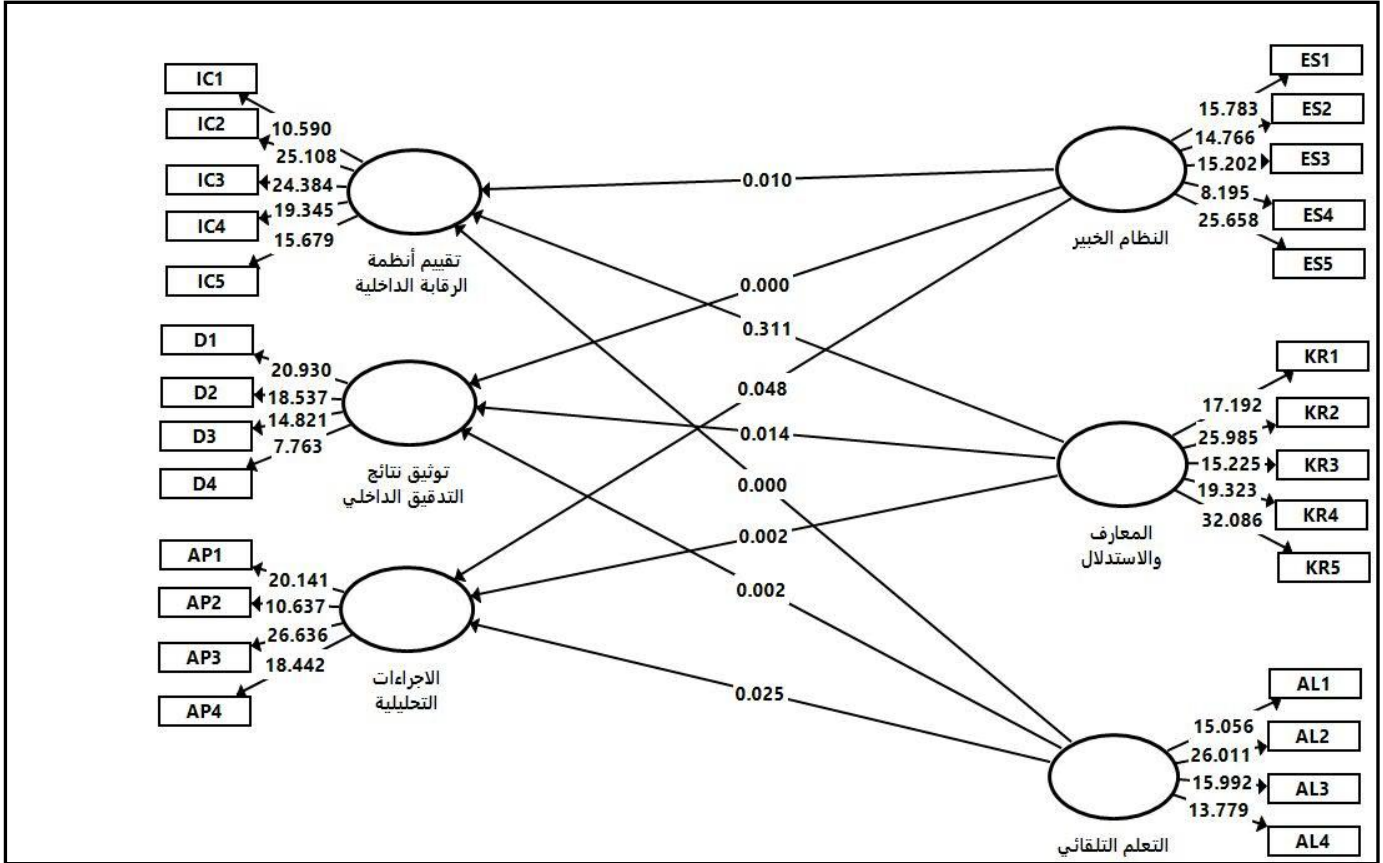 IC1
IC2
IC3
IC4
IC5
10.590
25.108
24.384
19.345
15.679
تقييم أنظمة
الرقابة الداخلية
D1
D2
D3
D4
20.930
18.537
14.821
7.763
توثيق نتائج
التدقيق الداخلي
AP1
AP2
AP3
AP4
20.141
10.637
26.636
18.442
الاجراءات
التحليلية
0.010
0.000
0.311
0.048
0.014
0.000
0.002
0.002
0.025
ES1
ES2
ES3
ES4
ES5
15.783
14.766
15.202
8.195
25.658
النظام الخبير
KR1
KR2
KR3
KR4
KR5
17.192
25.985
15.225
19.323
32.086
المعارف
والاستدلال
AL1
AL2
AL3
AL4
15.056
26.011
15.992
13.779
التعلم التلقائي